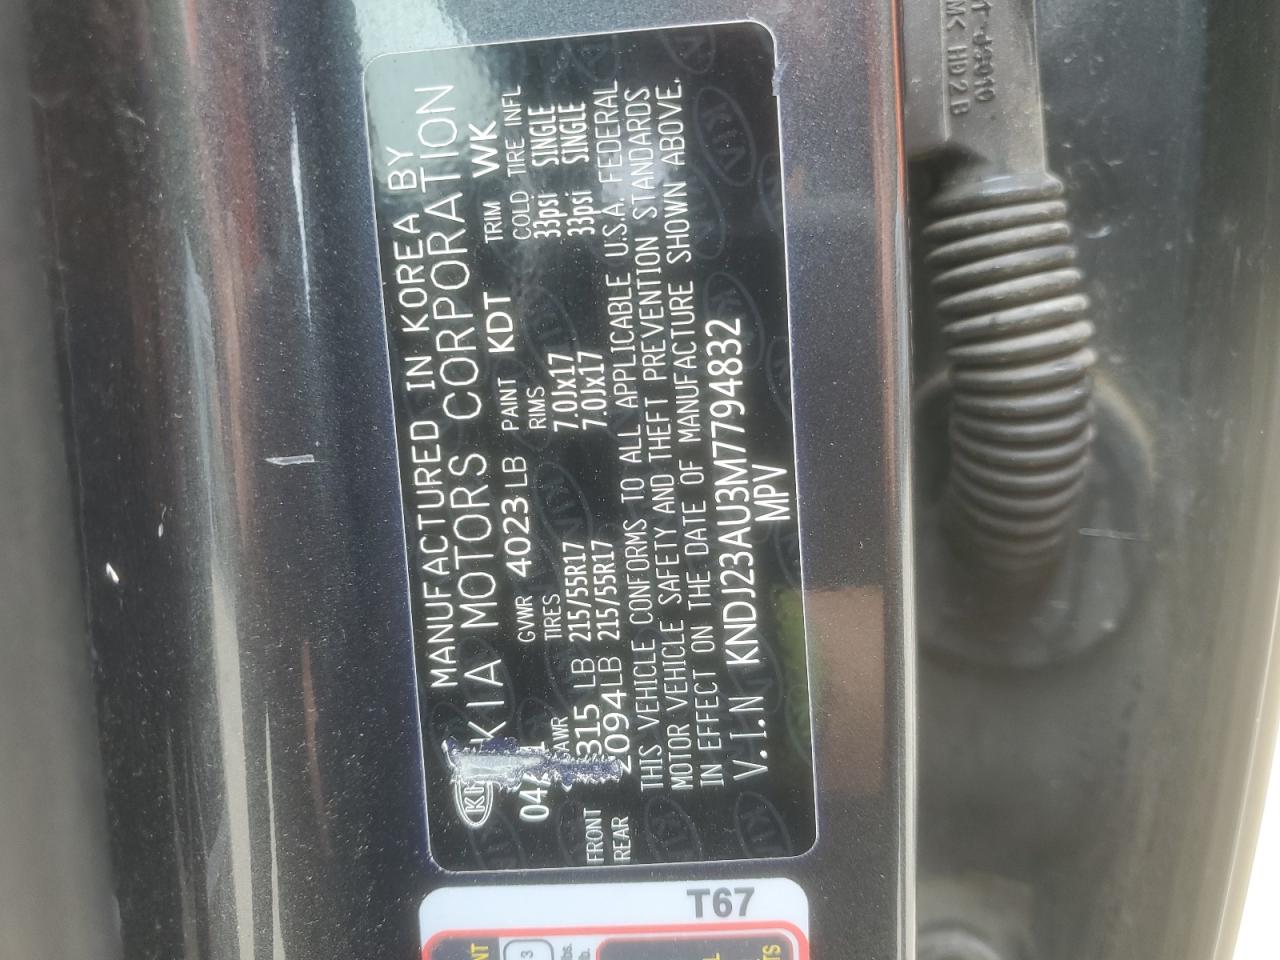 MANUFACTURED IN KOREA BY
KIA MOTORS CORPORATION
04/
GVWR 4023 LB PAINT KDT TRIM WK
GAWR TIRES RIMS COLD TIRE INFL
FRONT 315 LB 215/55R17 7.0Jx17 33psi SINGLE
REAR 2094LB 215/55R17 7.0Jx17 33psi SINGLE
THIS VEHICLE CONFORMS TO ALL APPLICABLE U.S.A. FEDERAL
MOTOR VEHICLE SAFETY AND THEFT PREVENTION STANDARDS
IN EFFECT ON THE DATE OF MANUFACTURE SHOWN ABOVE.
V.I.N KNDJ23AU3M7794832
MPV
T67
HD2B